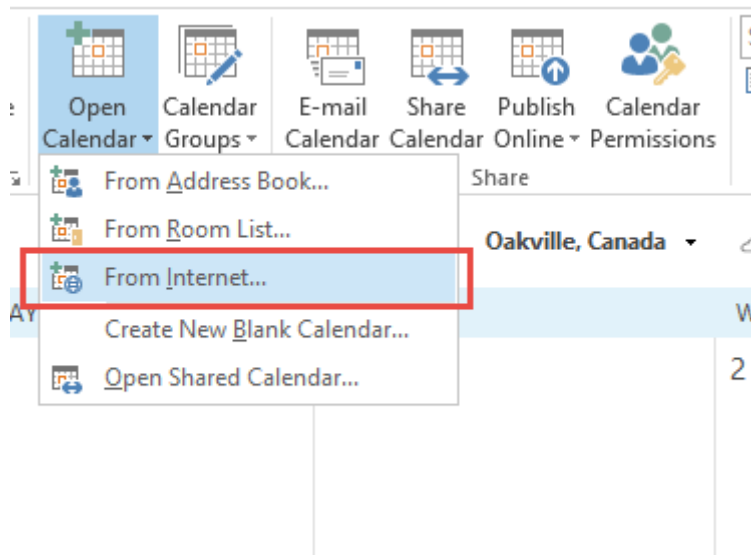 Open Calendar
Calendar Groups
E-mail Calendar
Share Calendar
Publish Online
Calendar Permissions
Share
From Address Book...
From Room List...
Oakville, Canada
From Internet...
Create New Blank Calendar...
Open Shared Calendar...
AY
W
2